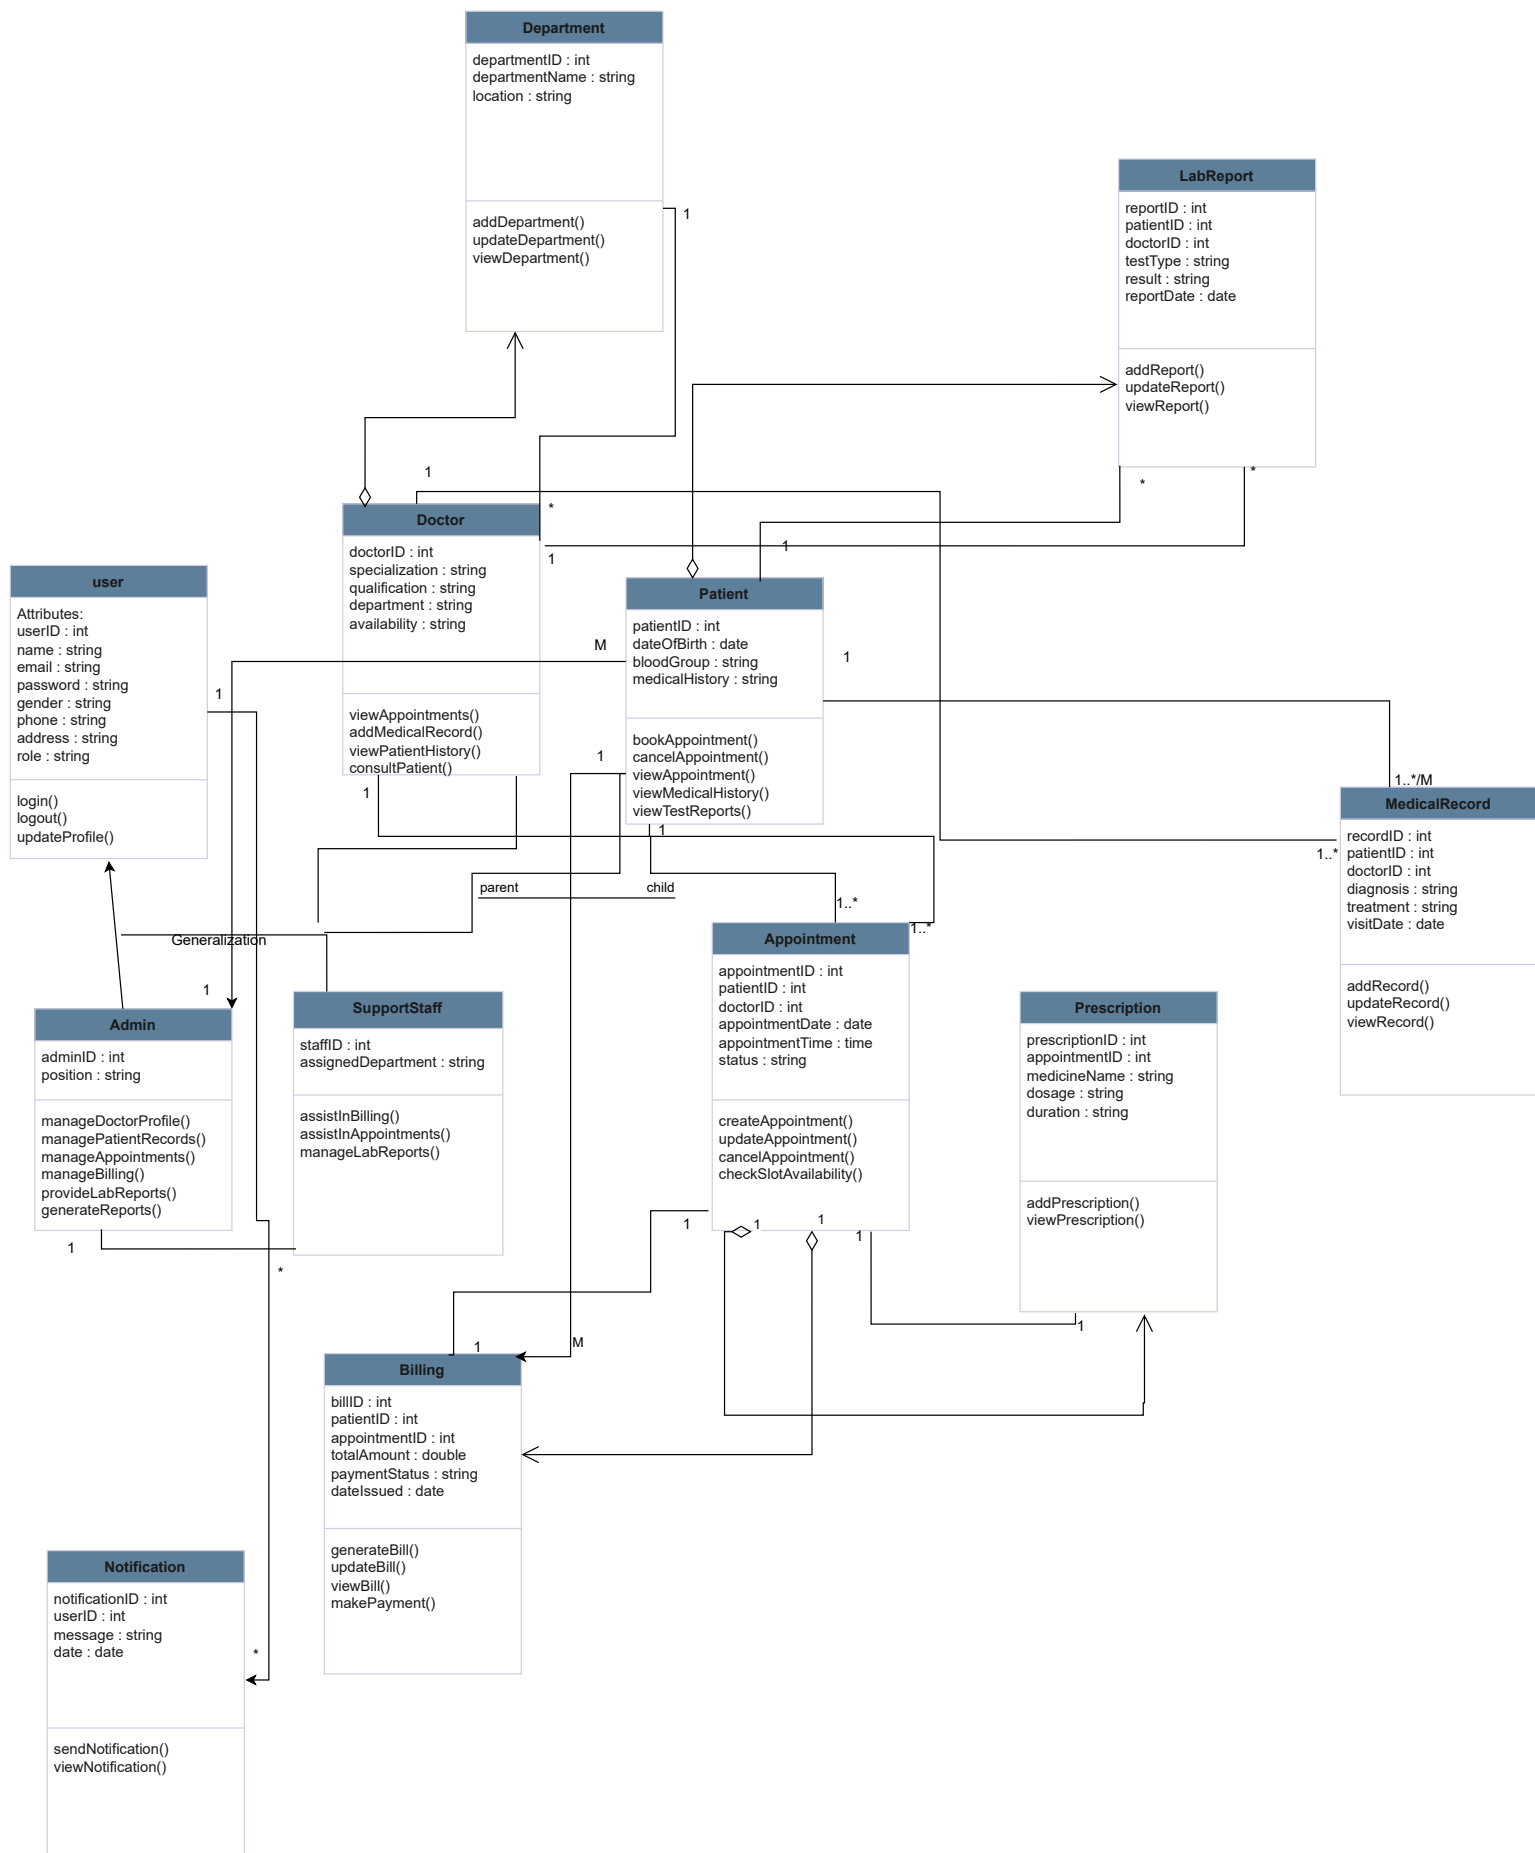 Department
departmentID : int
departmentName : string
location : string
addDepartment()
updateDepartment()
viewDepartment()
1
LabReport
reportID : int
patientID : int
doctorID : int
testType : string
result : string
reportDate : date
addReport()
updateReport()
viewReport()
*
*
1
*
1
1
Doctor
doctorID : int
specialization : string
qualification : string
department : string
availability : string
viewAppointments()
addMedicalRecord()
viewPatientHistory()
consultPatient()
user
Attributes:
userID : int
name : string
email : string
password : string
gender : string
phone : string
address : string
role : string
login()
logout()
updateProfile()
1
M
Patient
patientID : int
dateOfBirth : date
bloodGroup : string
medicalHistory : string
bookAppointment()
cancelAppointment()
viewAppointment()
viewMedicalHistory()
viewTestReports()
1
1
1
1
1..*/M
1..*
MedicalRecord
recordID : int
patientID : int
doctorID : int
diagnosis : string
treatment : string
visitDate : date
addRecord()
updateRecord()
viewRecord()
parent
child
1..*
1..*
Generalization
1
Admin
adminID : int
position : string
manageDoctorProfile()
managePatientRecords()
manageAppointments()
manageBilling()
provideLabReports()
generateReports()
1
*
SupportStaff
staffID : int
assignedDepartment : string
assistInBilling()
assistInAppointments()
manageLabReports()
Appointment
appointmentID : int
patientID : int
doctorID : int
appointmentDate : date
appointmentTime : time
status : string
createAppointment()
updateAppointment()
cancelAppointment()
checkSlotAvailability()
1
1
1
1
Prescription
prescriptionID : int
appointmentID : int
medicineName : string
dosage : string
duration : string
addPrescription()
viewPrescription()
1
1
M
Billing
billID : int
patientID : int
appointmentID : int
totalAmount : double
paymentStatus : string
dateIssued : date
generateBill()
updateBill()
viewBill()
makePayment()
Notification
notificationID : int
userID : int
message : string
date : date
sendNotification()
viewNotification()
*